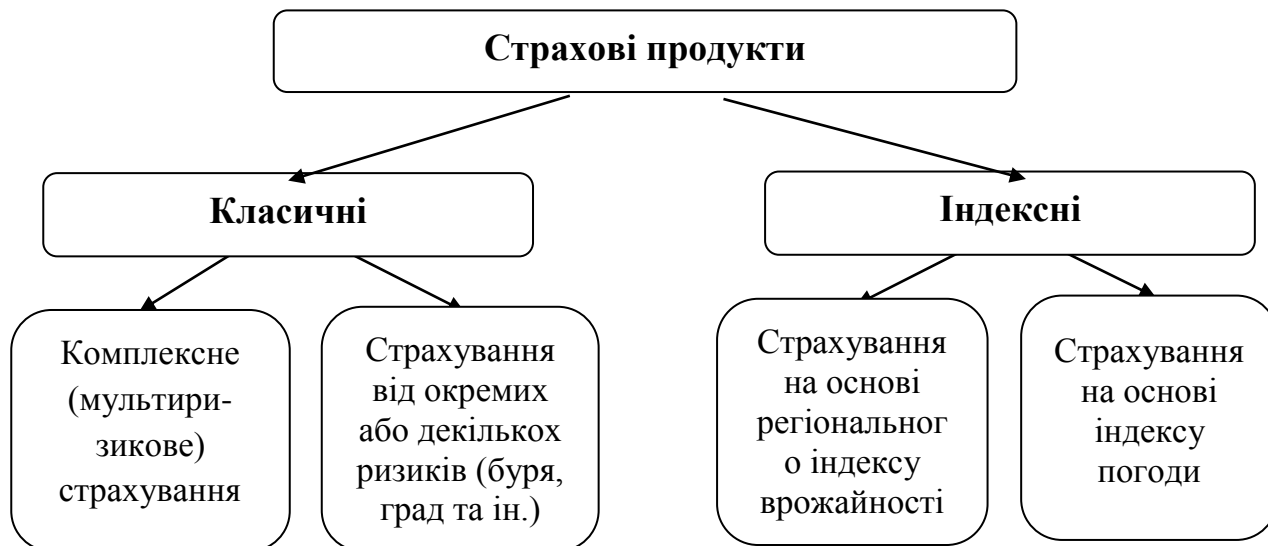 Страхові продукти
Класичні
Індексні
Комплексне
(мультири-
зикове)
страхування
Страхування
від окремих
або декількох
ризиків (буря,
град та ін.)
Страхування
на основі
регіональног
о індексу
врожайності
Страхування
на основі
індексу
погоди